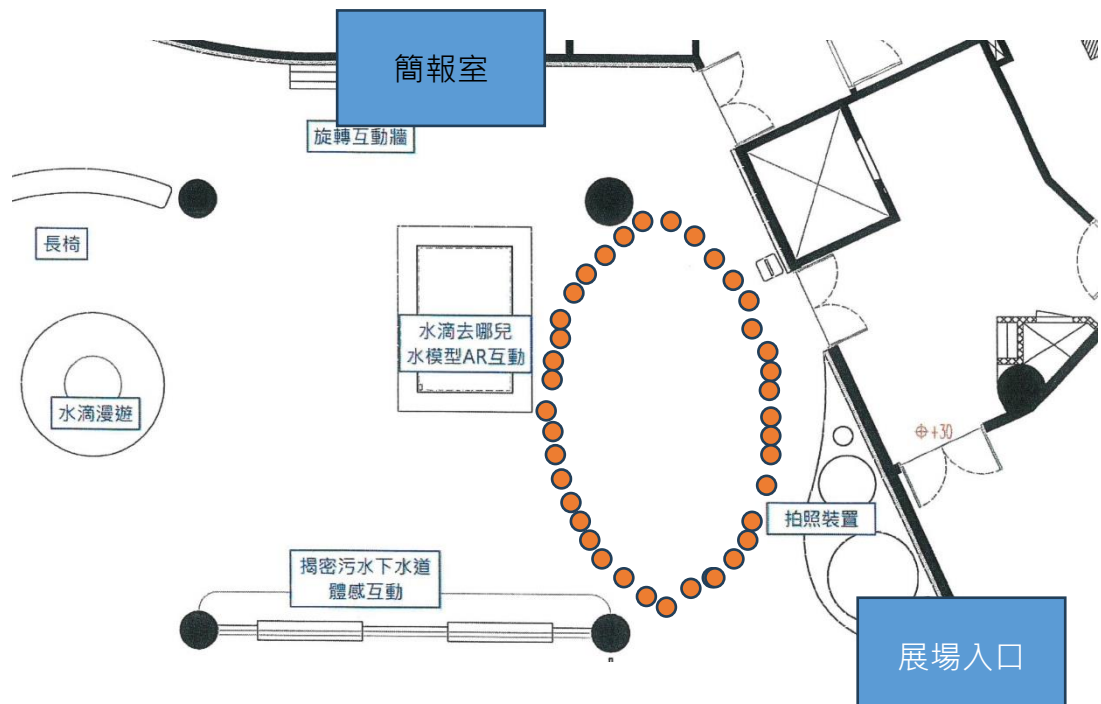 簡報室
旋轉互動牆
長椅
水滴去哪兒
水模型AR互動
水滴漫遊
+30
拍照裝置
揭密污水下水道
體感互動
展場入口